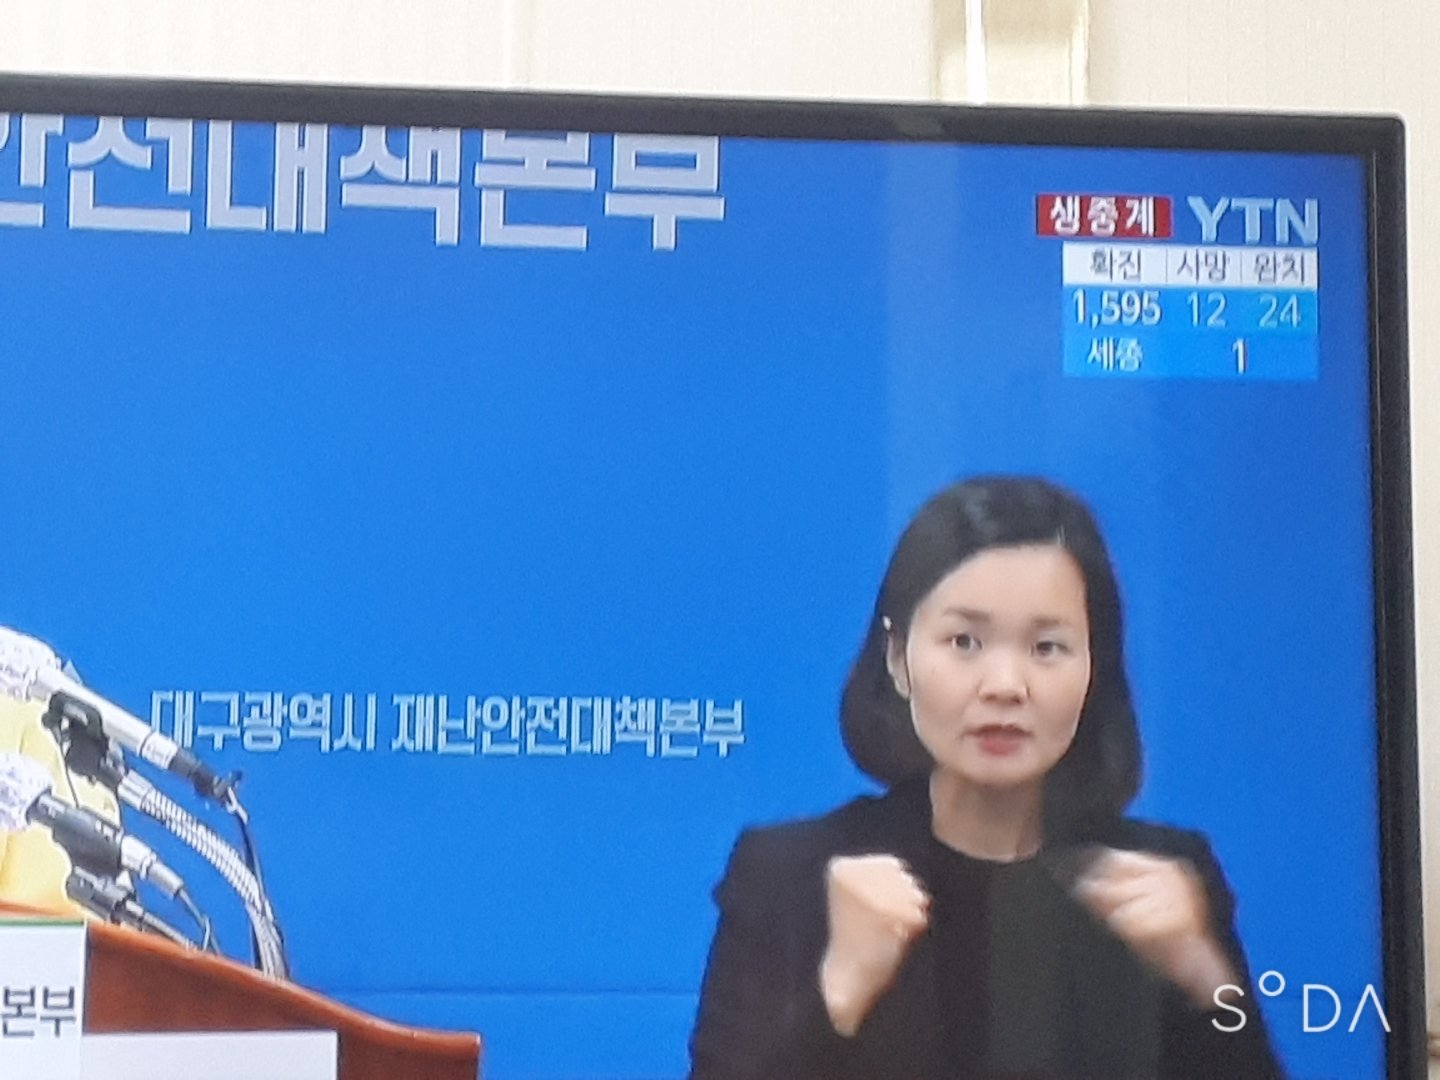 안전대책본부
생중계 YTN
확진 사망 완치
1,595 12 24
세종 1
대구광역시 재난안전대책본부
본부
SODA